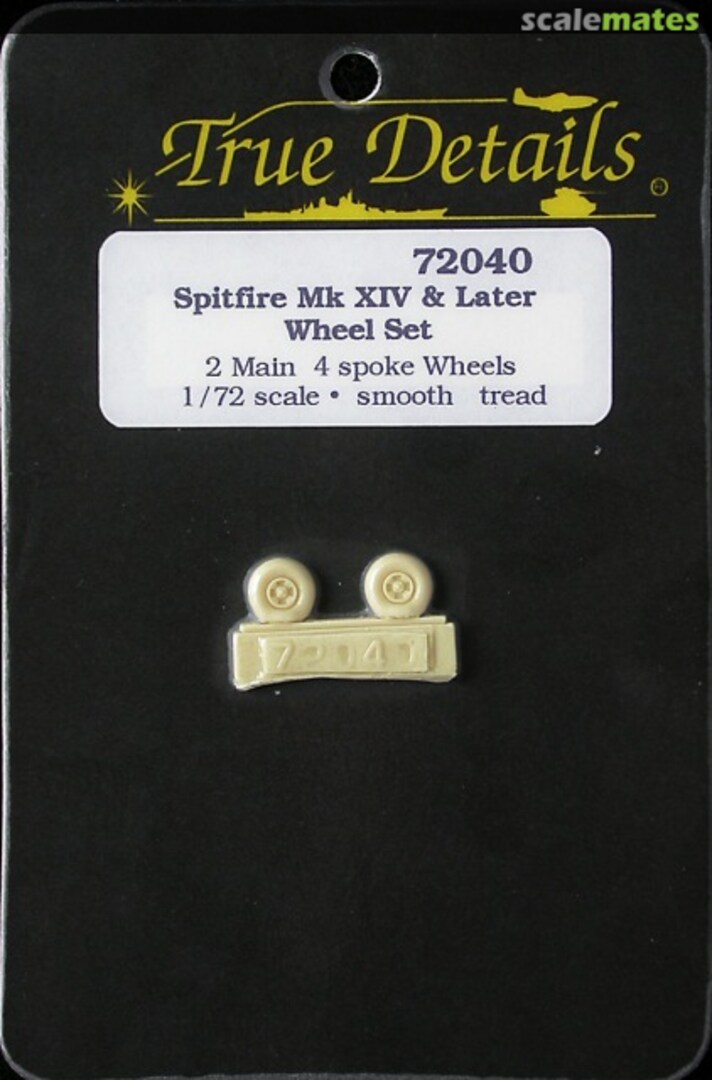 scalemates
True Details
72040
Spitfire Mk XIV & Later
Wheel Set
2 Main 4 spoke Wheels
1/72 scale • smooth tread
72040